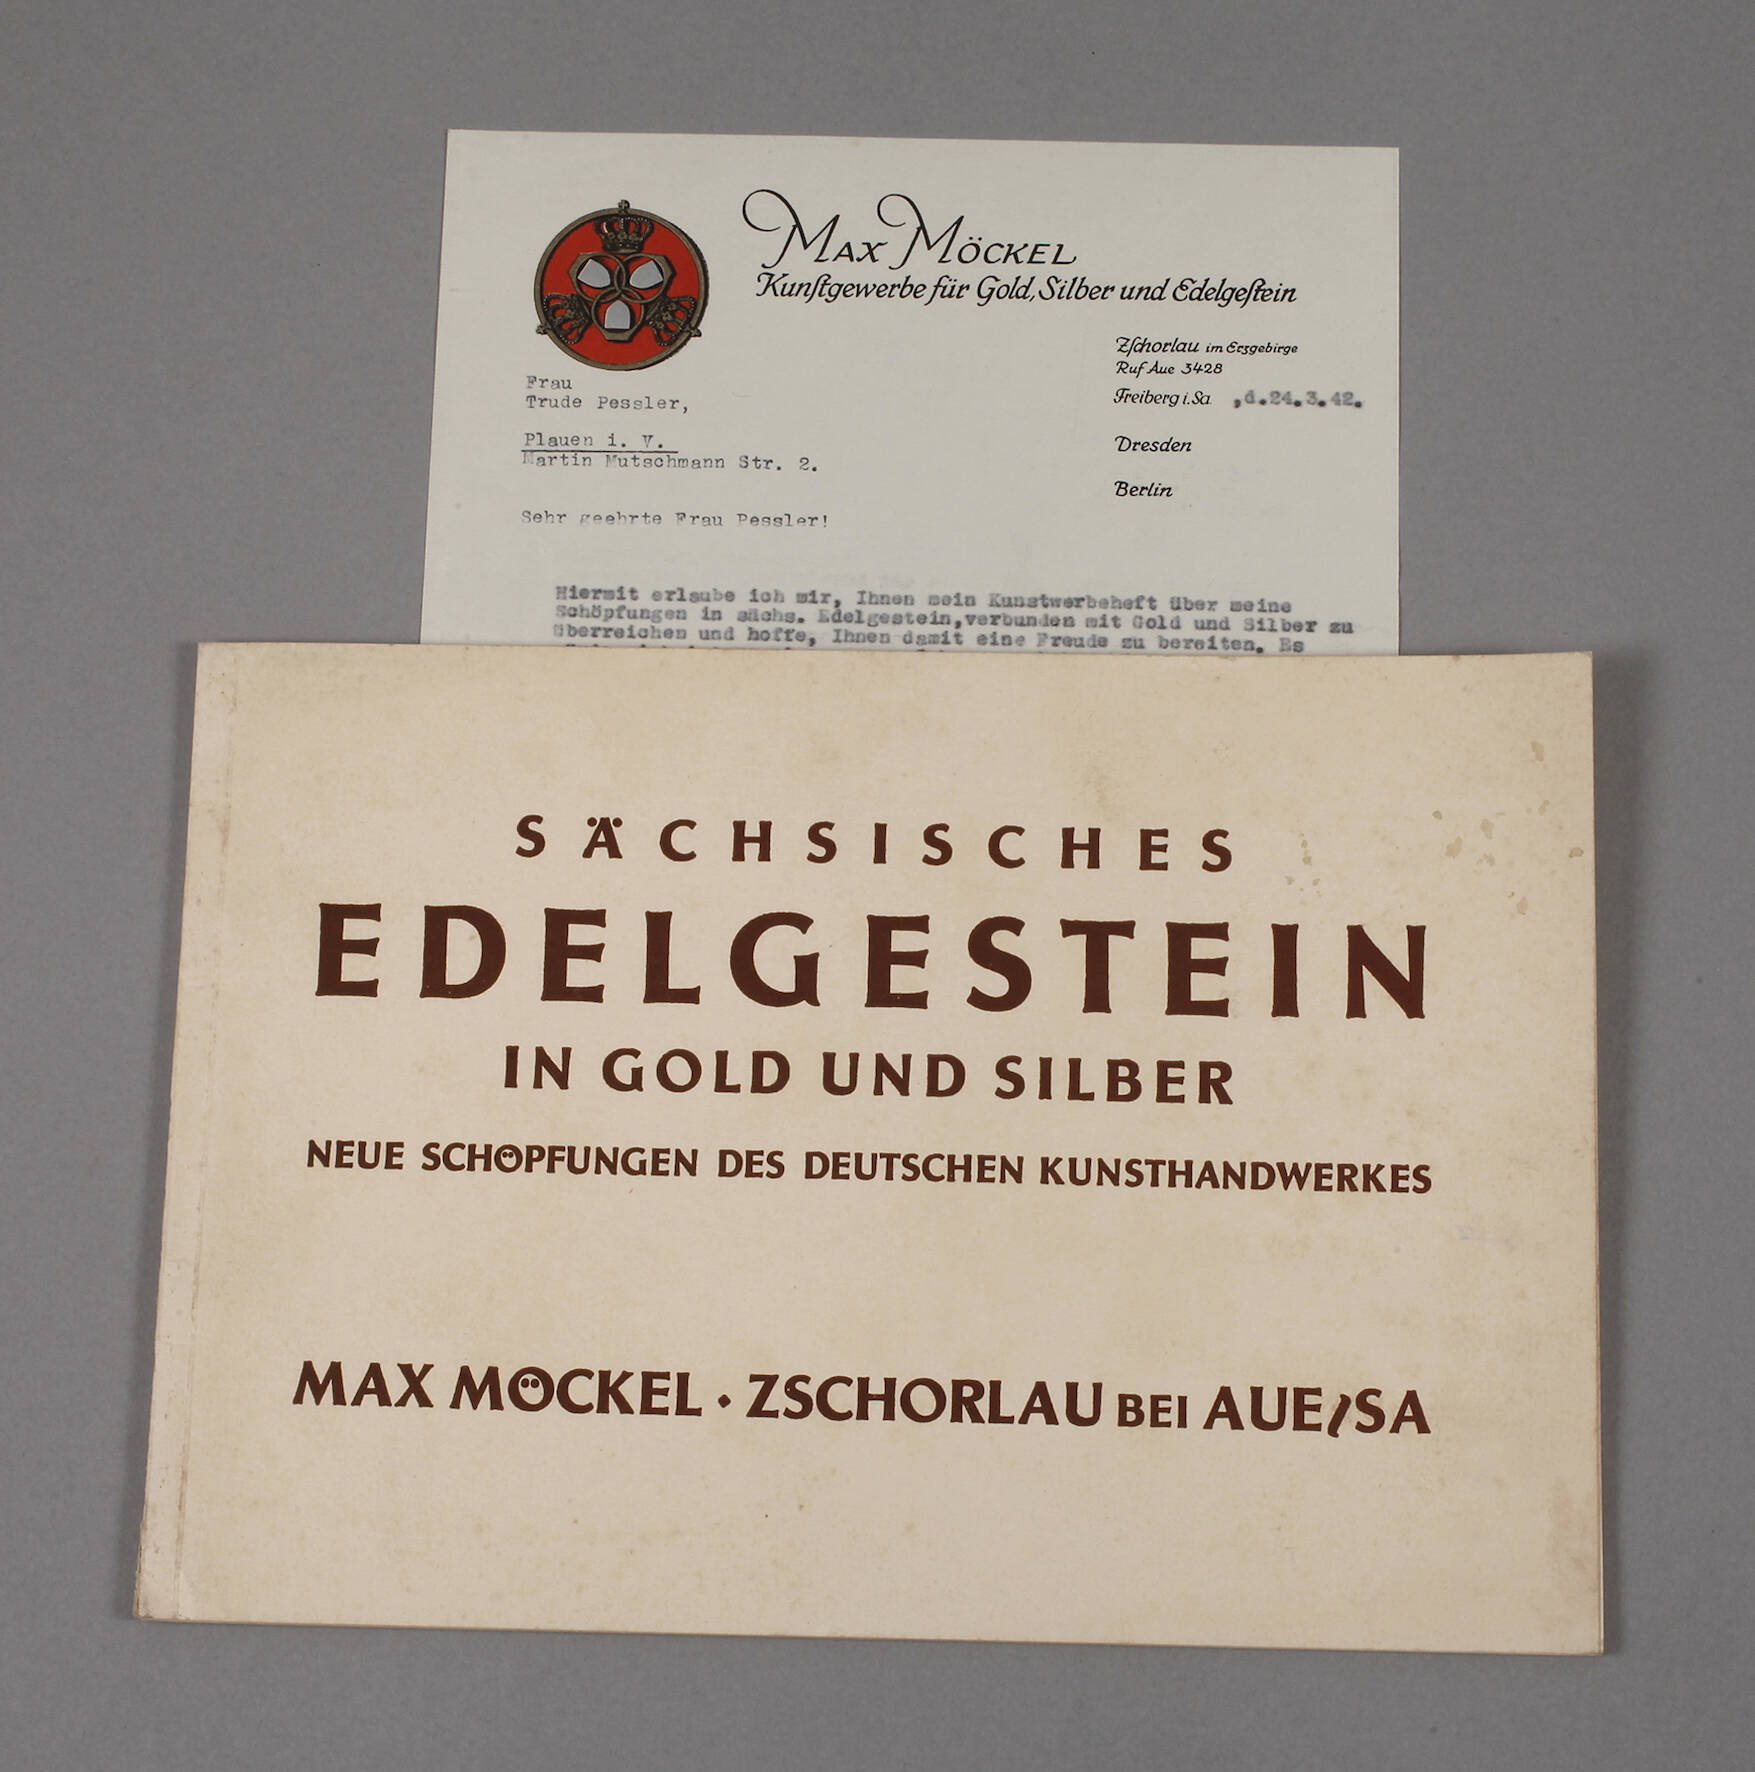 Max Möckel
Kunstgewerbe für Gold, Silber und Edelgestein
Zschorlau im Erzgebirge
Ruf Aue 3428
Freiberg i. Sa. ,d.24.3.42.
Dresden
Berlin
Frau
Trude Pessler,
Plauen i. V.
Martin Mutschmann Str. 2.
Sehr geehrte Frau Pessler!
Hiermit erlaube ich mir, Ihnen mein Kunstwerbeheft über meine
Schöpfungen in sächs. Edelgestein,verbunden mit Gold und Silber zu
überreichen und hoffe, Ihnen damit eine Freude zu bereiten. Es
SÄCHSISCHES
EDELGESTEIN
IN GOLD UND SILBER
NEUE SCHÖPFUNGEN DES DEUTSCHEN KUNSTHANDWERKES
MAX MÖCKEL · ZSCHORLAU BEI AUE/SA